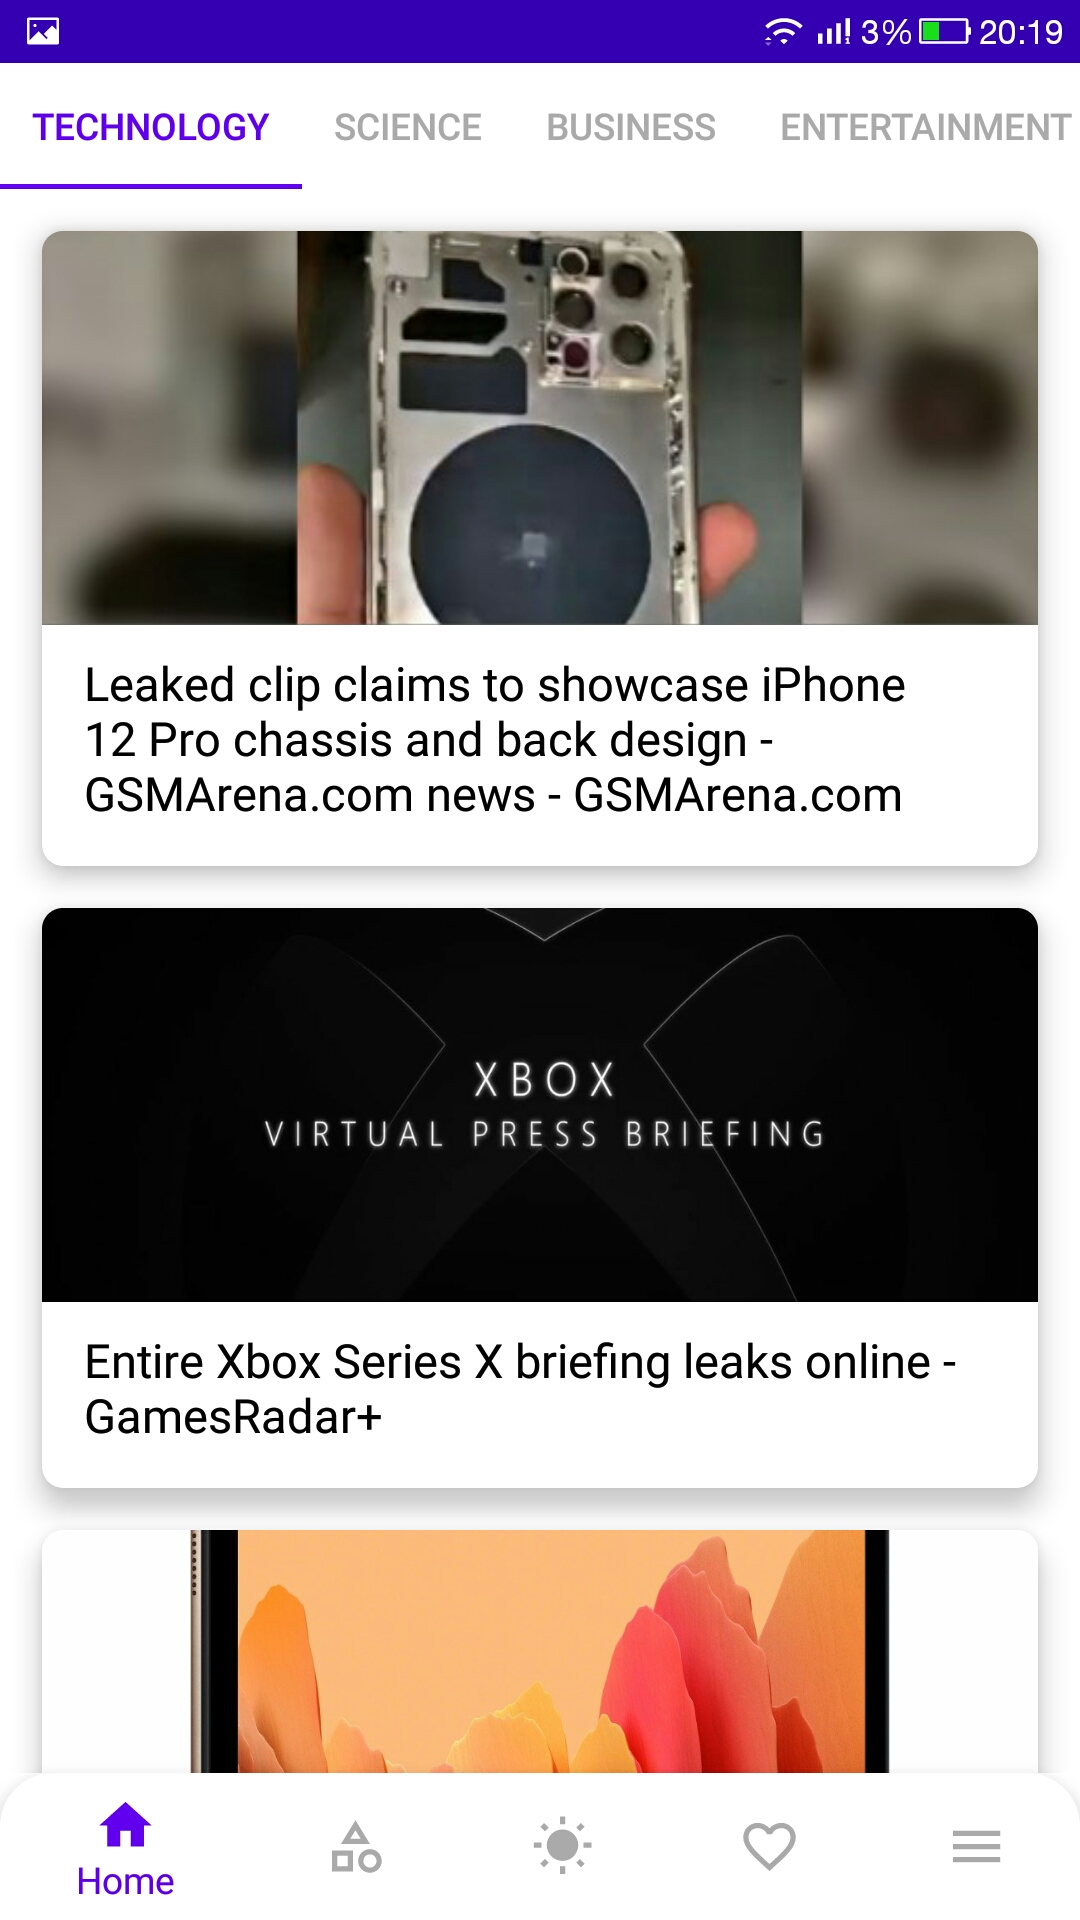 3% 20:19
TECHNOLOGY SCIENCE BUSINESS ENTERTAINMENT
Leaked clip claims to showcase iPhone
12 Pro chassis and back design -
GSMArena.com news - GSMArena.com
XBOX
VIRTUAL PRESS BRIEFING
Entire Xbox Series X briefing leaks online -
GamesRadar+
Home